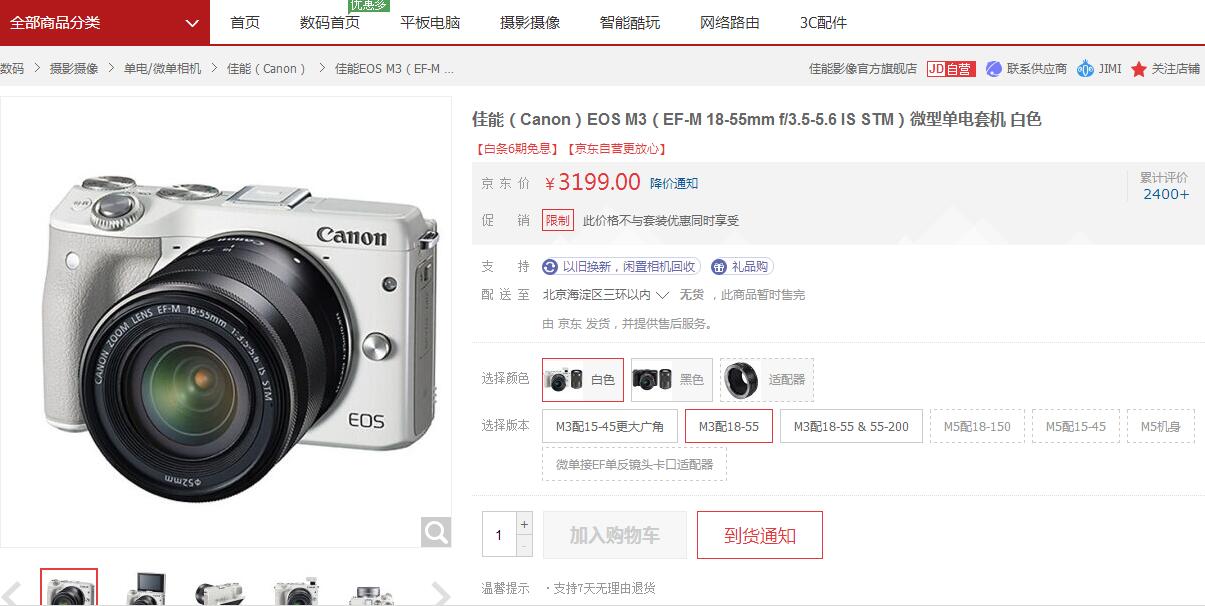 优惠多
全部商品分类 首页 数码首页 平板电脑 摄影摄像 智能酷玩 网络路由 3C配件
数码 > 摄影摄像 > 单电/微单相机 > 佳能（Canon） > 佳能EOS M3（EF-M ... 佳能影像官方旗舰店 JD自营 联系供应商 JIMI 关注店铺
佳能（Canon）EOS M3（EF-M 18-55mm f/3.5-5.6 IS STM）微型单电套机 白色
【白条6期免息】【京东自营更放心】
京东价 ￥3199.00 降价通知
累计评价
2400+
促销 限制 此价格不与套装优惠同时享受
支持 以旧换新，闲置相机回收 礼品购
配送至 北京海淀区三环以内 无货 ，此商品暂时售完
由 京东 发货，并提供售后服务。
选择颜色 白色 黑色 适配器
选择版本 M3配15-45更大广角 M3配18-55 M3配18-55 & 55-200 M5配18-150 M5配15-45 M5机身
微单接EF单反镜头卡口适配器
1 + - 加入购物车 到货通知
温馨提示 ·支持7天无理由退货
Canon
Canon
CANON ZOOM LENS EF-M 18-55mm 1:3.5-5.6 IS STM
EOS
φ52mm